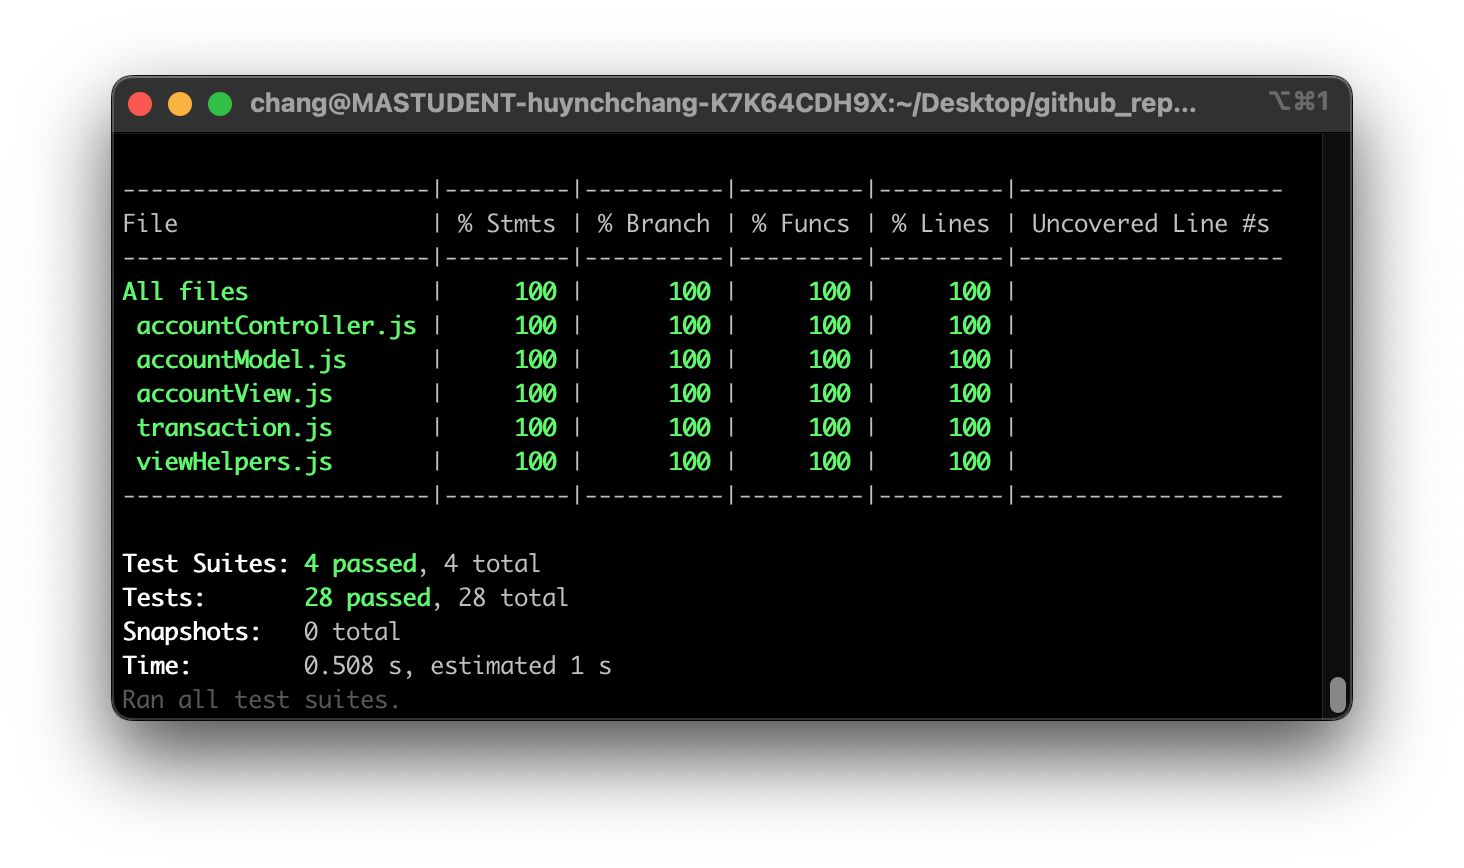 chang@MASTUDENT-huynchchang-K7K64CDH9X:~/Desktop/github_rep... ⌥⌘1
----------------------|---------|----------|---------|---------|-------------------
File                  | % Stmts | % Branch | % Funcs | % Lines | Uncovered Line #s
----------------------|---------|----------|---------|---------|-------------------
All files             |     100 |      100 |     100 |     100 |
 accountController.js |     100 |      100 |     100 |     100 |
 accountModel.js      |     100 |      100 |     100 |     100 |
 accountView.js       |     100 |      100 |     100 |     100 |
 transaction.js       |     100 |      100 |     100 |     100 |
 viewHelpers.js       |     100 |      100 |     100 |     100 |
----------------------|---------|----------|---------|---------|-------------------
Test Suites: 4 passed, 4 total
Tests:       28 passed, 28 total
Snapshots:   0 total
Time:        0.508 s, estimated 1 s
Ran all test suites.